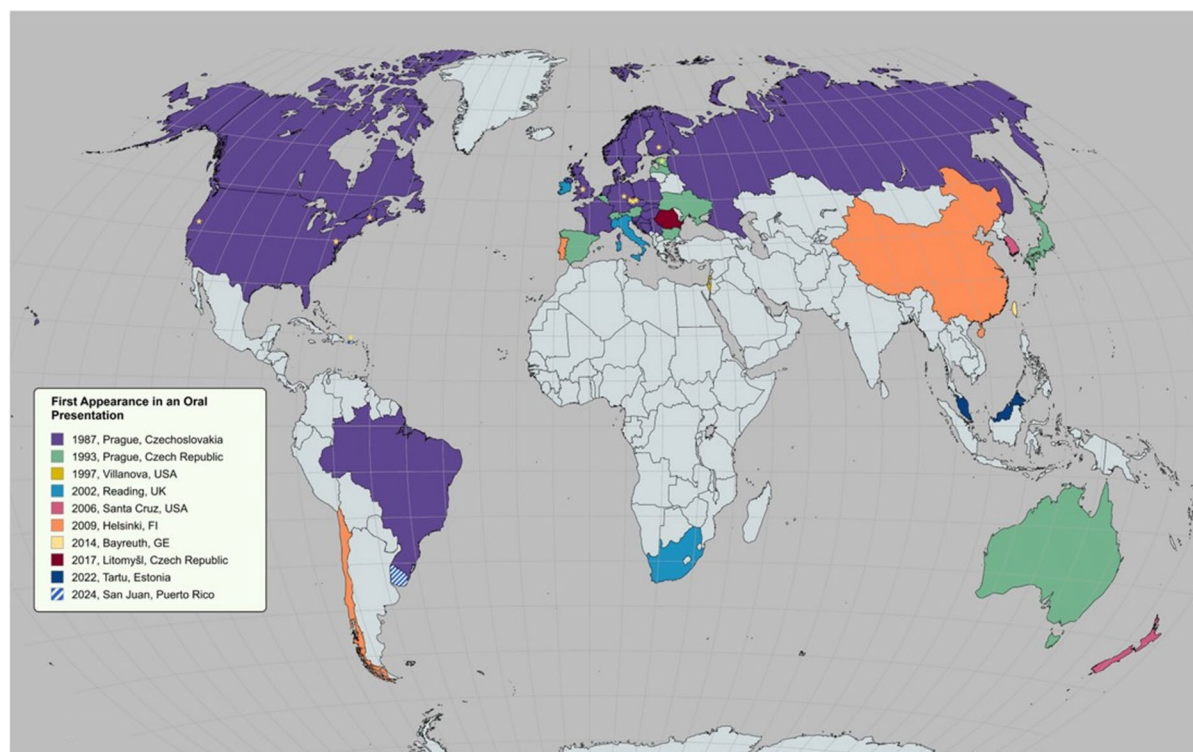 First Appearance in an Oral
Presentation
1987, Prague, Czechoslovakia
1993, Prague, Czech Republic
1997, Villanova, USA
2002, Reading, UK
2006, Santa Cruz, USA
2009, Helsinki, FI
2014, Bayreuth, GE
2017, Litomyšl, Czech Republic
2022, Tartu, Estonia
2024, San Juan, Puerto Rico